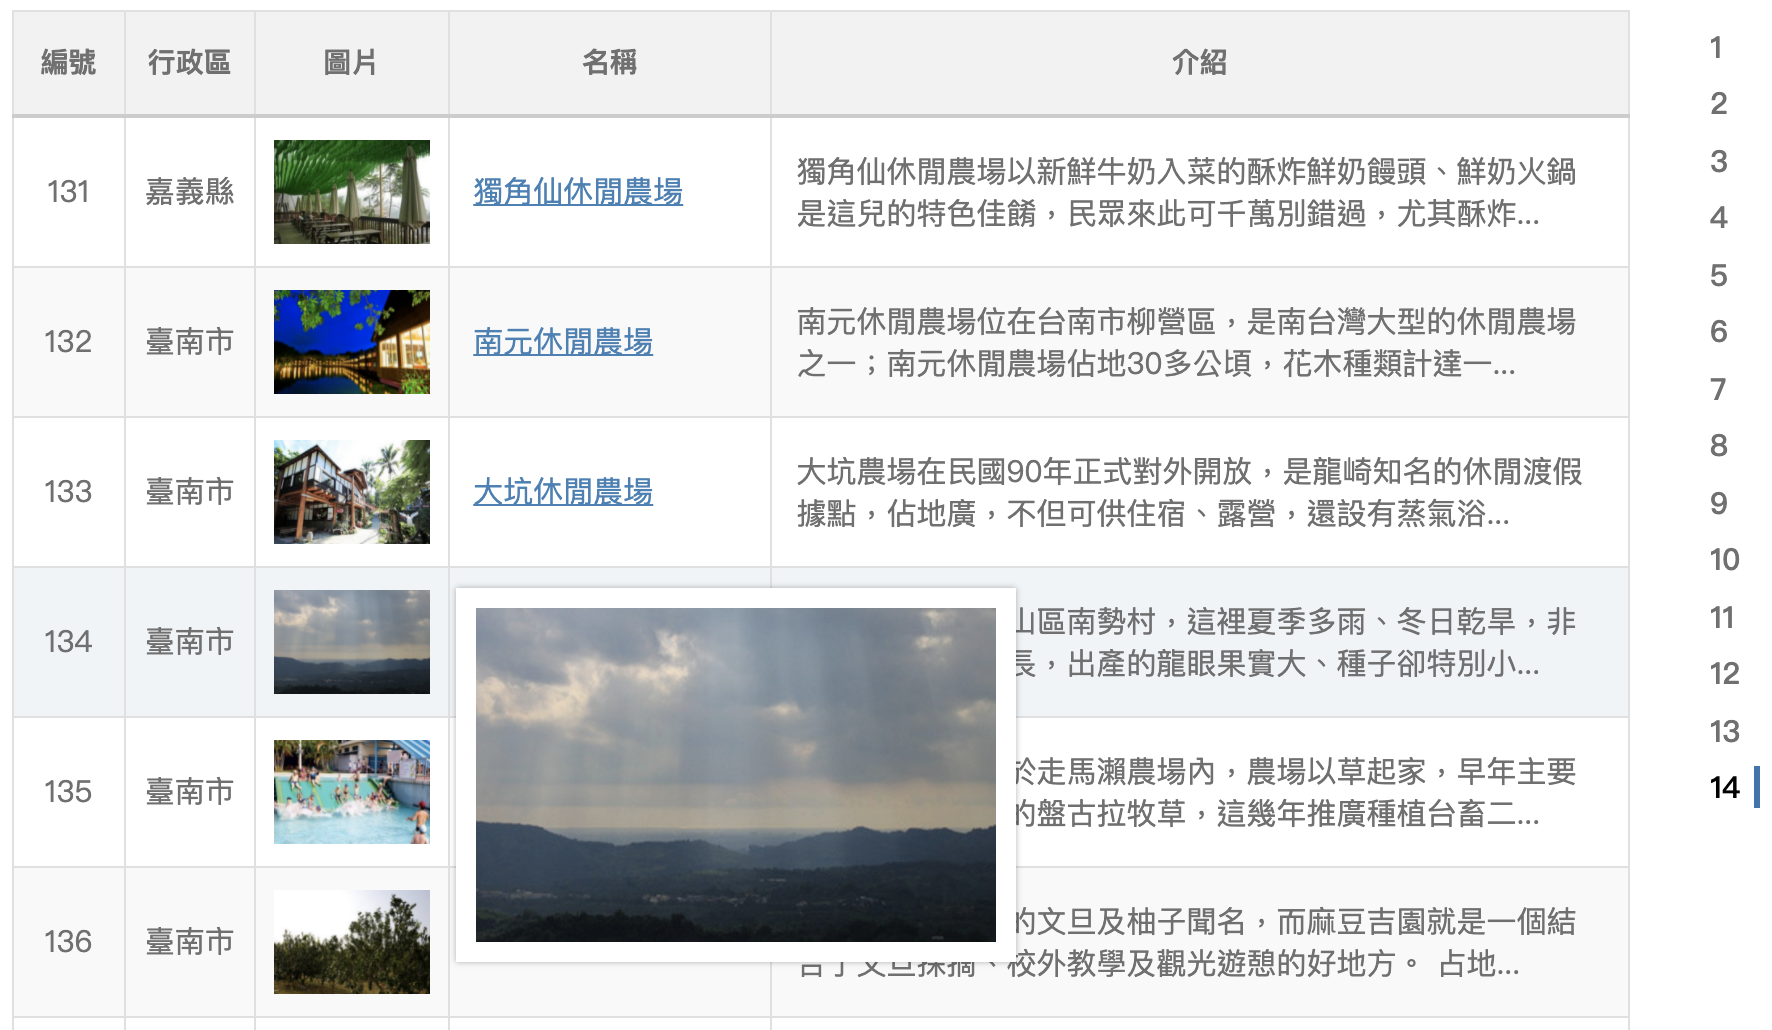 編號 行政區 圖片 名稱 介紹
131 嘉義縣 獨角仙休閒農場 獨角仙休閒農場以新鮮牛奶入菜的酥炸鮮奶饅頭、鮮奶火鍋
是這兒的特色佳餚，民眾來此可千萬別錯過，尤其酥炸...
132 臺南市 南元休閒農場 南元休閒農場位在台南市柳營區，是南台灣大型的休閒農場
之一；南元休閒農場佔地30多公頃，花木種類計達一...
133 臺南市 大坑休閒農場 大坑農場在民國90年正式對外開放，是龍崎知名的休閒渡假
據點，佔地廣，不但可供住宿、露營，還設有蒸氣浴...
134 臺南市 山區南勢村，這裡夏季多雨、冬日乾旱，非
長，出產的龍眼果實大、種子卻特別小...
135 臺南市 於走馬瀨農場內，農場以草起家，早年主要
的盤古拉牧草，這幾年推廣種植台畜二...
136 臺南市 的文旦及柚子聞名，而麻豆吉園就是一個結
合了文旦採摘、校外教學及觀光遊憩的好地方。 占地...
1
2
3
4
5
6
7
8
9
10
11
12
13
14